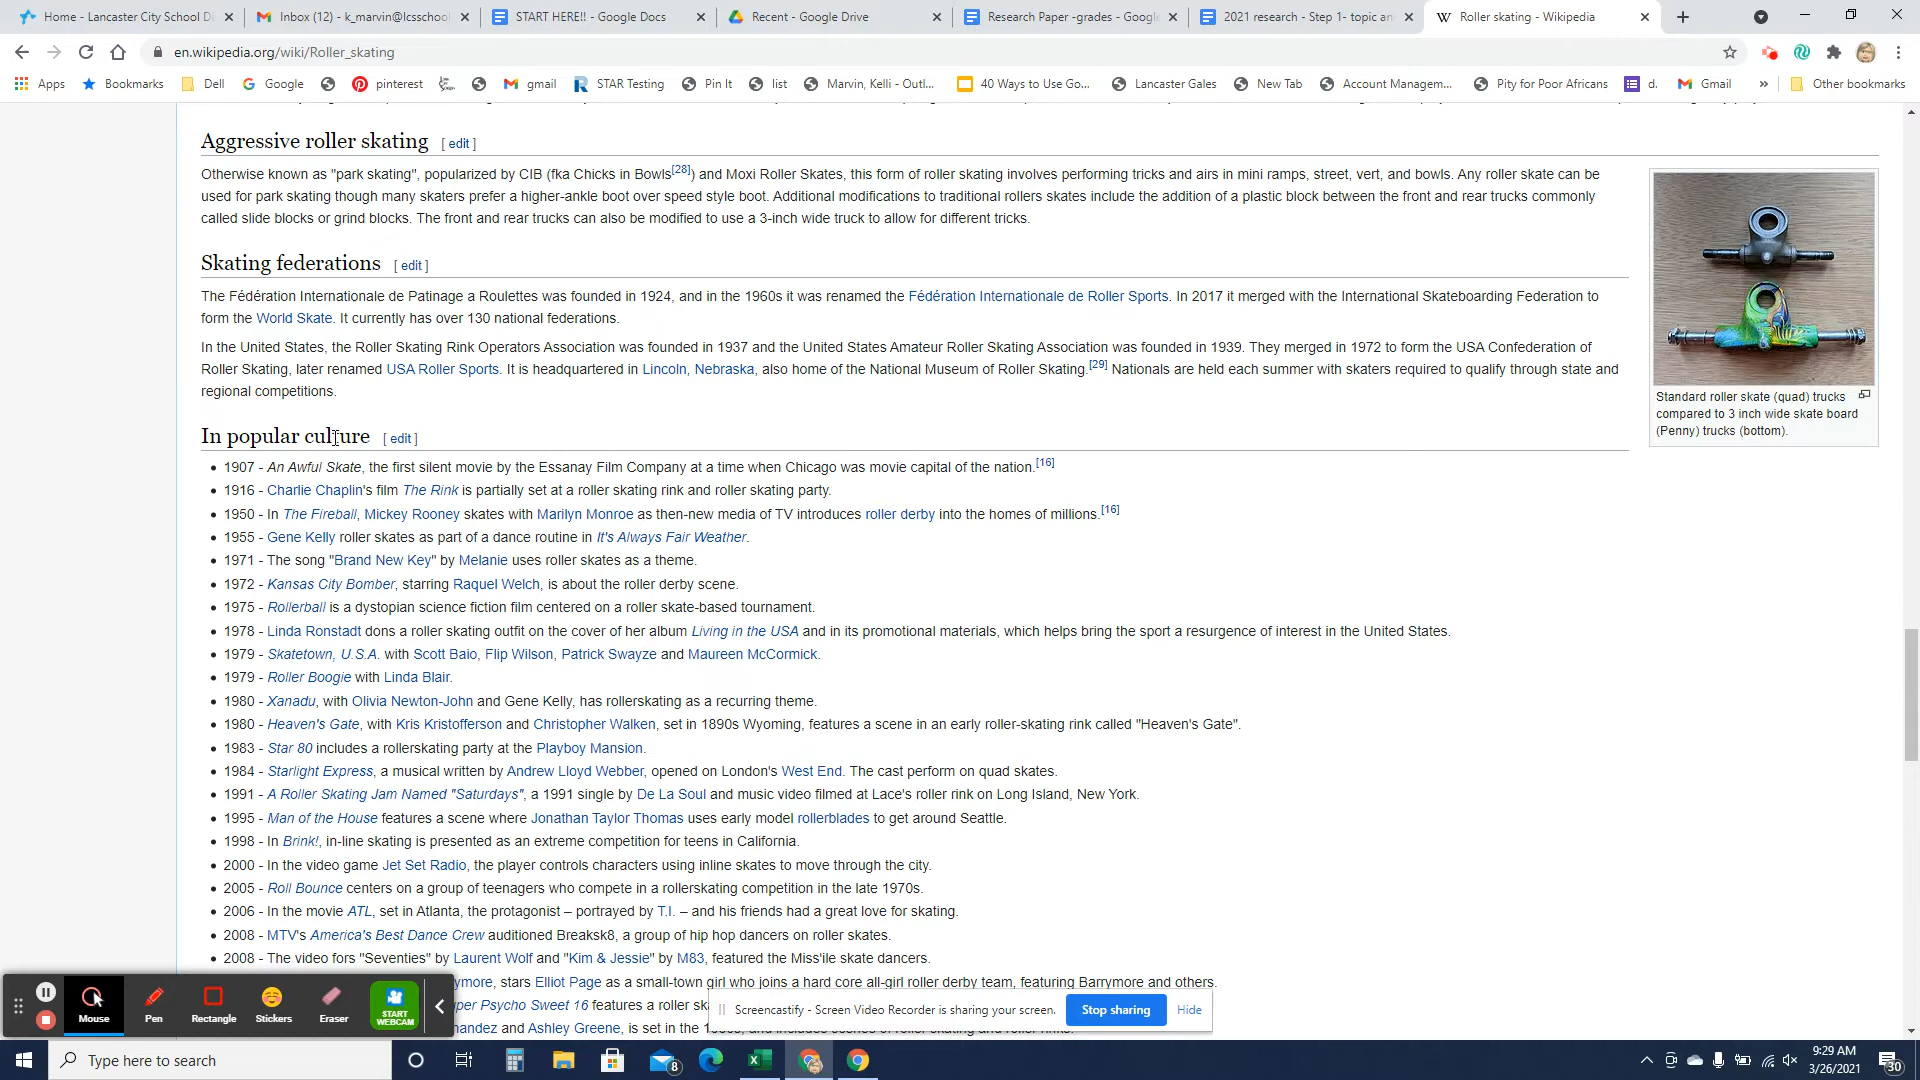 Home - Lancaster City School Di
Inbox (12) - k_marvin@lcsschool
START HERE!! - Google Docs
Recent - Google Drive
Research Paper -grades - Google
2021 research - Step 1- topic an
Roller skating - Wikipedia
en.wikipedia.org/wiki/Roller_skating
Apps Bookmarks Dell Google pinterest gmail STAR Testing Pin It list Marvin, Kelli - Outl... 40 Ways to Use Go... Lancaster Gales New Tab Account Managem... Pity for Poor Africans d. Gmail » Other bookmarks
Aggressive roller skating [ edit ]
Otherwise known as "park skating", popularized by CIB (fka Chicks in Bowls[28]) and Moxi Roller Skates, this form of roller skating involves performing tricks and airs in mini ramps, street, vert, and bowls. Any roller skate can be
used for park skating though many skaters prefer a higher-ankle boot over speed style boot. Additional modifications to traditional rollers skates include the addition of a plastic block between the front and rear trucks commonly
called slide blocks or grind blocks. The front and rear trucks can also be modified to use a 3-inch wide truck to allow for different tricks.
Standard roller skate (quad) trucks
compared to 3 inch wide skate board
(Penny) trucks (bottom).
Skating federations [ edit ]
The Fédération Internationale de Patinage a Roulettes was founded in 1924, and in the 1960s it was renamed the Fédération Internationale de Roller Sports. In 2017 it merged with the International Skateboarding Federation to
form the World Skate. It currently has over 130 national federations.
In the United States, the Roller Skating Rink Operators Association was founded in 1937 and the United States Amateur Roller Skating Association was founded in 1939. They merged in 1972 to form the USA Confederation of
Roller Skating, later renamed USA Roller Sports. It is headquartered in Lincoln, Nebraska, also home of the National Museum of Roller Skating.[29] Nationals are held each summer with skaters required to qualify through state and
regional competitions.
In popular culture [ edit ]
• 1907 - An Awful Skate, the first silent movie by the Essanay Film Company at a time when Chicago was movie capital of the nation.[16]
• 1916 - Charlie Chaplin's film The Rink is partially set at a roller skating rink and roller skating party.
• 1950 - In The Fireball, Mickey Rooney skates with Marilyn Monroe as then-new media of TV introduces roller derby into the homes of millions.[16]
• 1955 - Gene Kelly roller skates as part of a dance routine in It's Always Fair Weather.
• 1971 - The song "Brand New Key" by Melanie uses roller skates as a theme.
• 1972 - Kansas City Bomber, starring Raquel Welch, is about the roller derby scene.
• 1975 - Rollerball is a dystopian science fiction film centered on a roller skate-based tournament.
• 1978 - Linda Ronstadt dons a roller skating outfit on the cover of her album Living in the USA and in its promotional materials, which helps bring the sport a resurgence of interest in the United States.
• 1979 - Skatetown, U.S.A. with Scott Baio, Flip Wilson, Patrick Swayze and Maureen McCormick.
• 1979 - Roller Boogie with Linda Blair.
• 1980 - Xanadu, with Olivia Newton-John and Gene Kelly, has rollerskating as a recurring theme.
• 1980 - Heaven's Gate, with Kris Kristofferson and Christopher Walken, set in 1890s Wyoming, features a scene in an early roller-skating rink called "Heaven's Gate".
• 1983 - Star 80 includes a rollerskating party at the Playboy Mansion.
• 1984 - Starlight Express, a musical written by Andrew Lloyd Webber, opened on London's West End. The cast perform on quad skates.
• 1991 - A Roller Skating Jam Named "Saturdays", a 1991 single by De La Soul and music video filmed at Lace's roller rink on Long Island, New York.
• 1995 - Man of the House features a scene where Jonathan Taylor Thomas uses early model rollerblades to get around Seattle.
• 1998 - In Brink!, in-line skating is presented as an extreme competition for teens in California.
• 2000 - In the video game Jet Set Radio, the player controls characters using inline skates to move through the city.
• 2005 - Roll Bounce centers on a group of teenagers who compete in a rollerskating competition in the late 1970s.
• 2006 - In the movie ATL, set in Atlanta, the protagonist – portrayed by T.I. – and his friends had a great love for skating.
• 2008 - MTV's America's Best Dance Crew auditioned Breaksk8, a group of hip hop dancers on roller skates.
• 2008 - The video fors "Seventies" by Laurent Wolf and "Kim & Jessie" by M83, featured the Miss'ile skate dancers.
ymore, stars Elliot Page as a small-town girl who joins a hard core all-girl roller derby team, featuring Barrymore and others.
per Psycho Sweet 16 features a roller sk
nandez and Ashley Greene, is set in the
Mouse Pen Rectangle Stickers Eraser START WEBCAM
Screencastify - Screen Video Recorder is sharing your screen. Stop sharing Hide
Type here to search
8
9:29 AM
3/26/2021
30